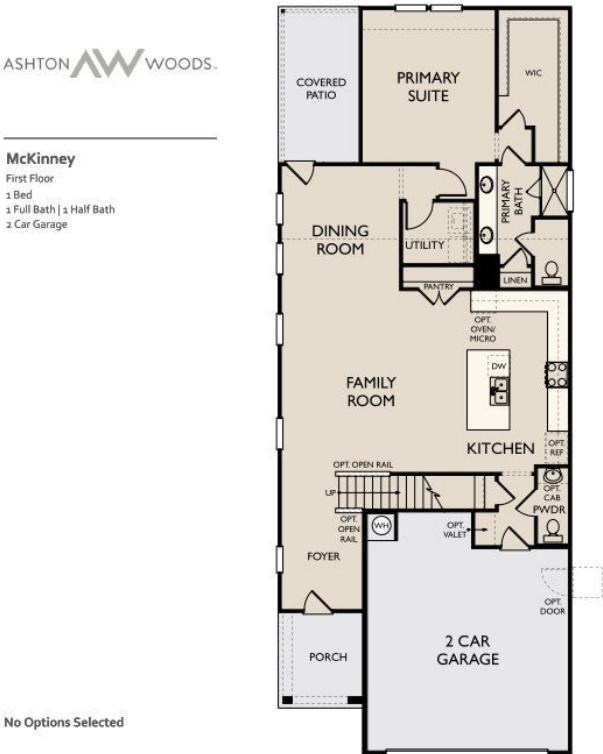 ASHTON AW WOODS.
McKinney
First Floor
1 Bed
1 Full Bath | 1 Half Bath
2 Car Garage
COVERED
PATIO
PRIMARY
SUITE
WIC
PRIMARY
BATH
DINING
ROOM
UTILITY
PANTRY
LINEN
OPT.
OVEN/
MICRO
DW
FAMILY
ROOM
KITCHEN
OPT.
REF
OPT. OPEN RAIL
UP
OPT.
CAB
PWDR
OPT.
OPEN
RAIL
WH
OPT.
VALET
FOYER
OPT.
DOOR
2 CAR
GARAGE
PORCH
No Options Selected